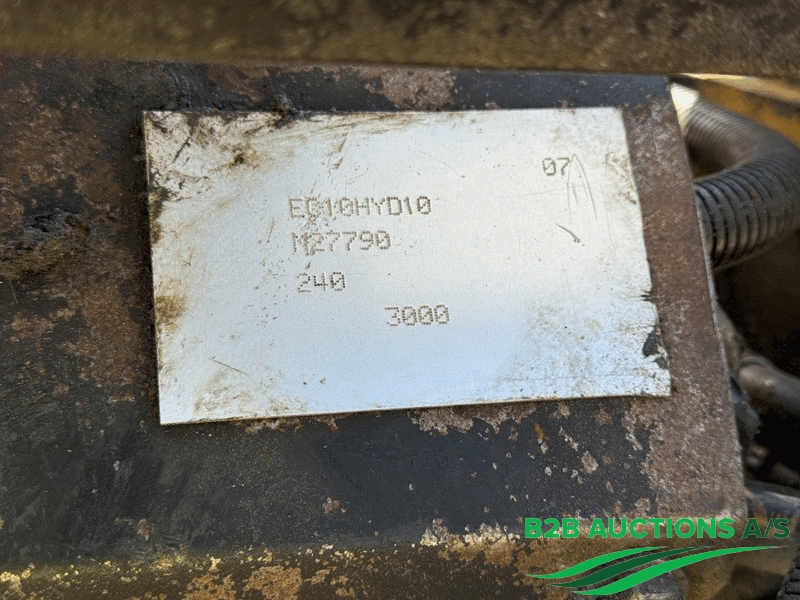 07
EC10HYD10
M27790
240
3000
B2B AUCTIONS A/S